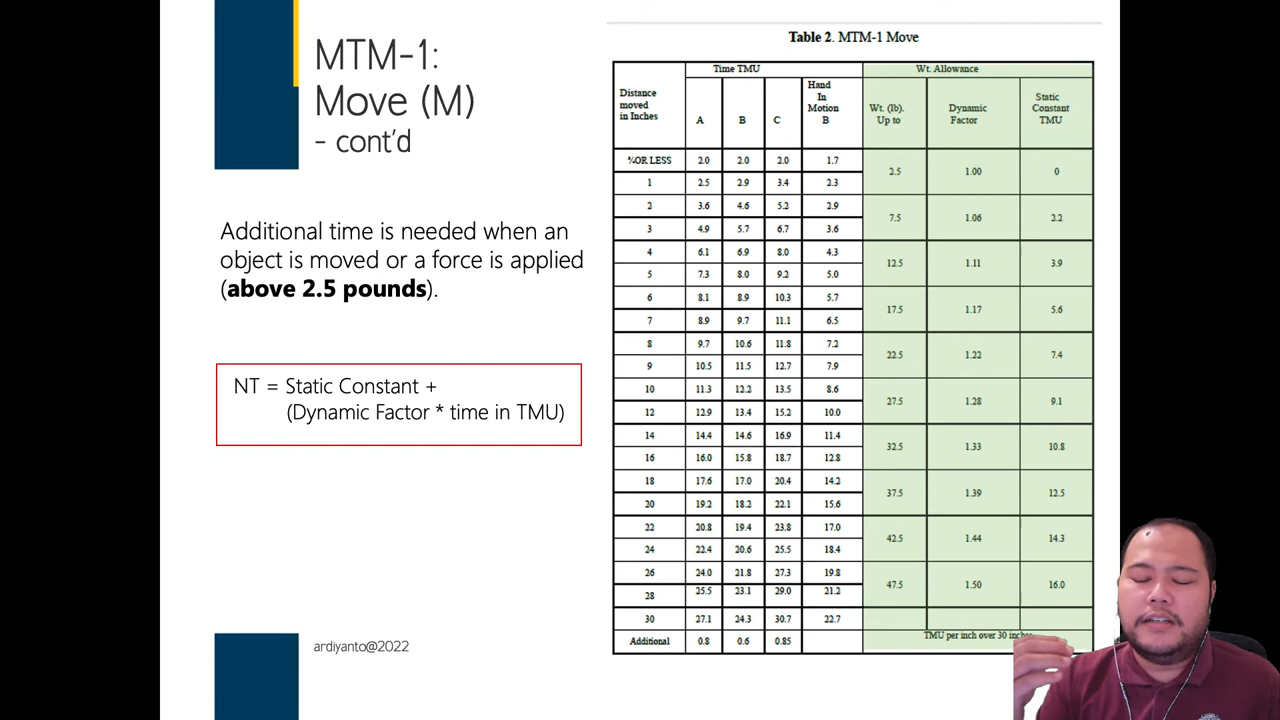 MTM-1:
Move (M)
- cont'd
Additional time is needed when an
object is moved or a force is applied
(above 2.5 pounds).
NT = Static Constant +
(Dynamic Factor * time in TMU)
ardiyanto@2022
Table 2. MTM-1 Move
Time TMU Wt. Allowance
Distance moved in Inches A B C Hand In Motion B Wt. (lb). Up to Dynamic Factor Static Constant TMU
%OR LESS 2.0 2.0 2.0 1.7
2.5 1.00 0
1 2.5 2.9 3.4 2.3
2 3.6 4.6 5.2 2.9
7.5 1.06 2.2
3 4.9 5.7 6.7 3.6
4 6.1 6.9 8.0 4.3
12.5 1.11 3.9
5 7.3 8.0 9.2 5.0
6 8.1 8.9 10.3 5.7
17.5 1.17 5.6
7 8.9 9.7 11.1 6.5
8 9.7 10.6 11.8 7.2
22.5 1.22 7.4
9 10.5 11.5 12.7 7.9
10 11.3 12.2 13.5 8.6
27.5 1.28 9.1
12 12.9 13.4 15.2 10.0
14 14.4 14.6 16.9 11.4
32.5 1.33 10.8
16 16.0 15.8 18.7 12.8
18 17.6 17.0 20.4 14.2
37.5 1.39 12.5
20 19.2 18.2 22.1 15.6
22 20.8 19.4 23.8 17.0
42.5 1.44 14.3
24 22.4 20.6 25.5 18.4
26 24.0 21.8 27.3 19.8
47.5 1.50 16.0
28 25.5 23.1 29.0 21.2
30 27.1 24.3 30.7 22.7
Additional 0.8 0.6 0.85 TMU per inch over 30